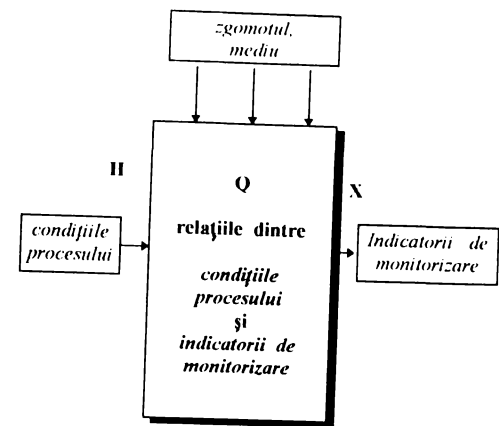 zgomotul,
mediu
H
Q
X
relaţiile dintre
condiţiile
procesului
Indicatorii de
monitorizare
condiţiile
procesului
şi
indicatorii de
monitorizare